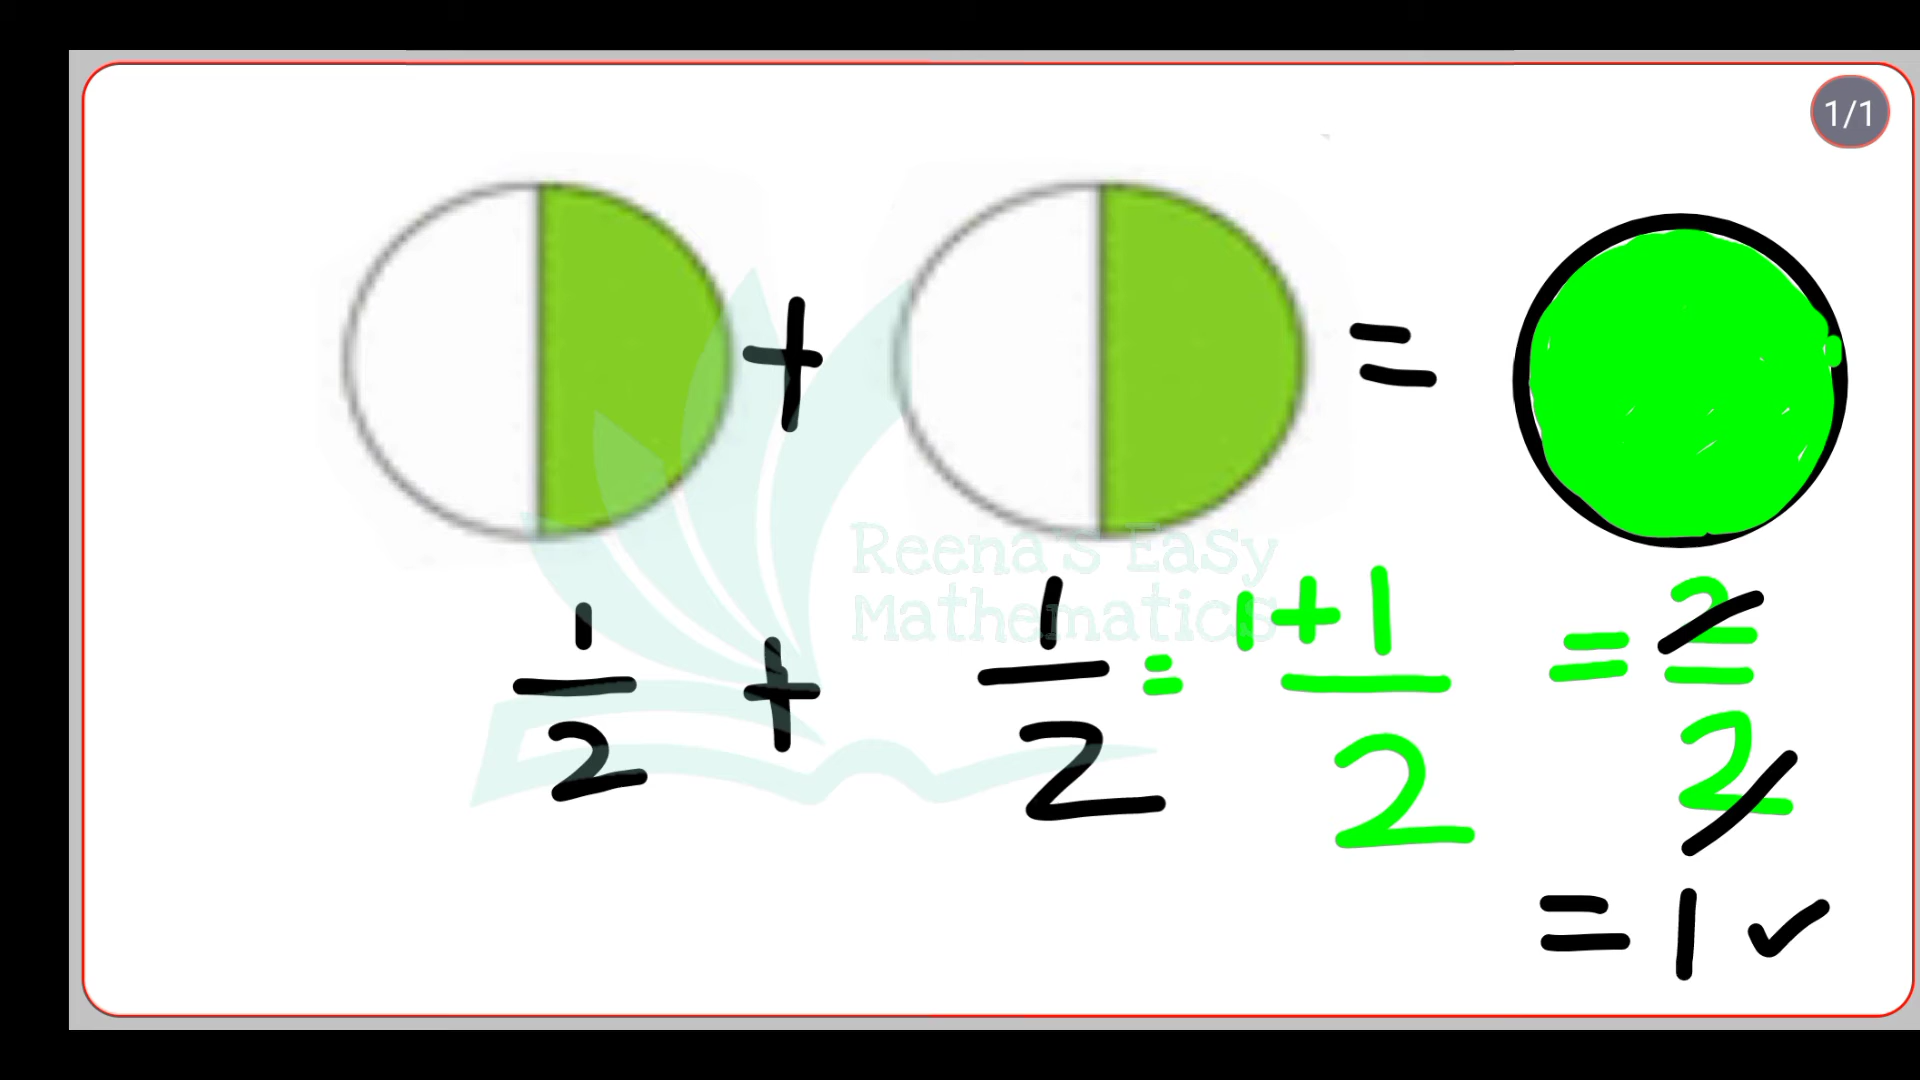 1/1
+ =
Reena's Easy
Mathematics
1/2 + 1/2 = 1+1/2 = 2/2
= 1 ✓